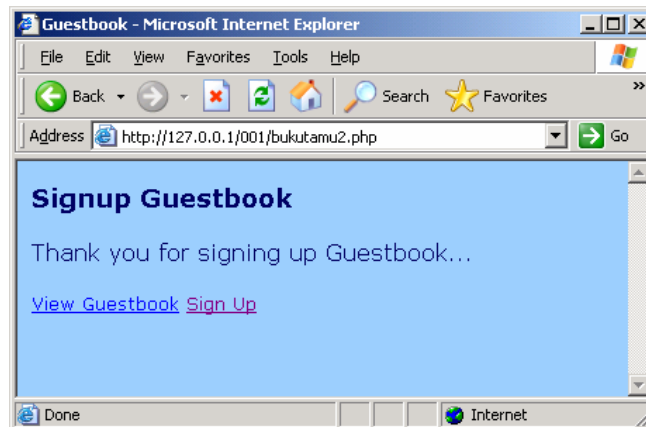 Guestbook - Microsoft Internet Explorer
File Edit View Favorites Tools Help
Back Search Favorites »
Address http://127.0.0.1/001/bukutamu2.php Go
Signup Guestbook
Thank you for signing up Guestbook...
View Guestbook Sign Up
Done Internet